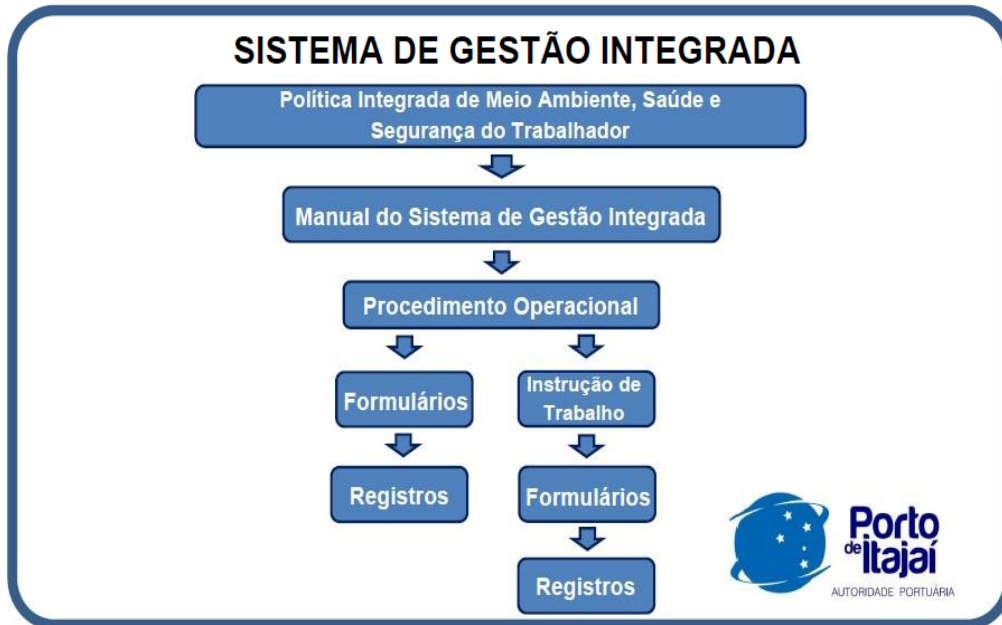 SISTEMA DE GESTÃO INTEGRADA
Política Integrada de Meio Ambiente, Saúde e
Segurança do Trabalhador
Manual do Sistema de Gestão Integrada
Procedimento Operacional
Formulários
Instrução de
Trabalho
Registros
Formulários
Registros
Porto
de Itajaí
AUTORIDADE PORTUÁRIA